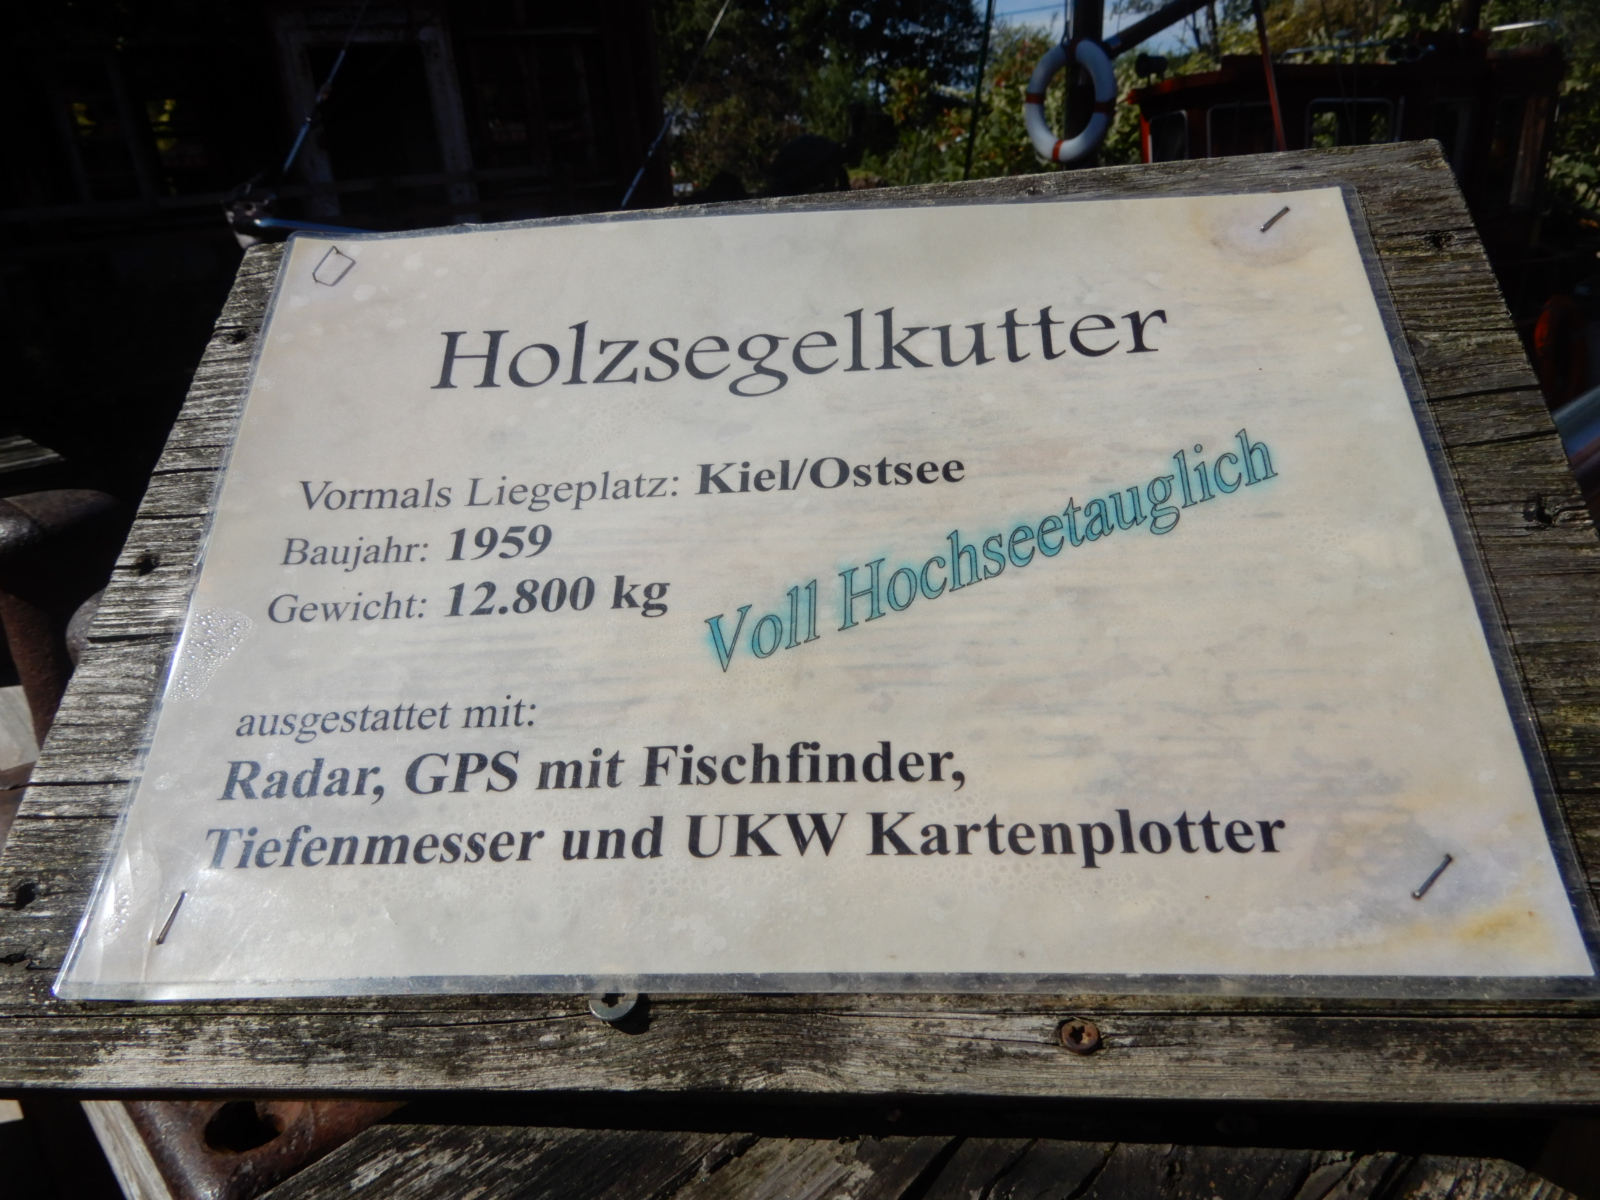 Holzsegelkutter
Vormals Liegeplatz: Kiel/Ostsee
Baujahr: 1959
Gewicht: 12.800 kg
Voll Hochseetauglich
ausgestattet mit:
Radar, GPS mit Fischfinder,
Tiefenmesser und UKW Kartenplotter